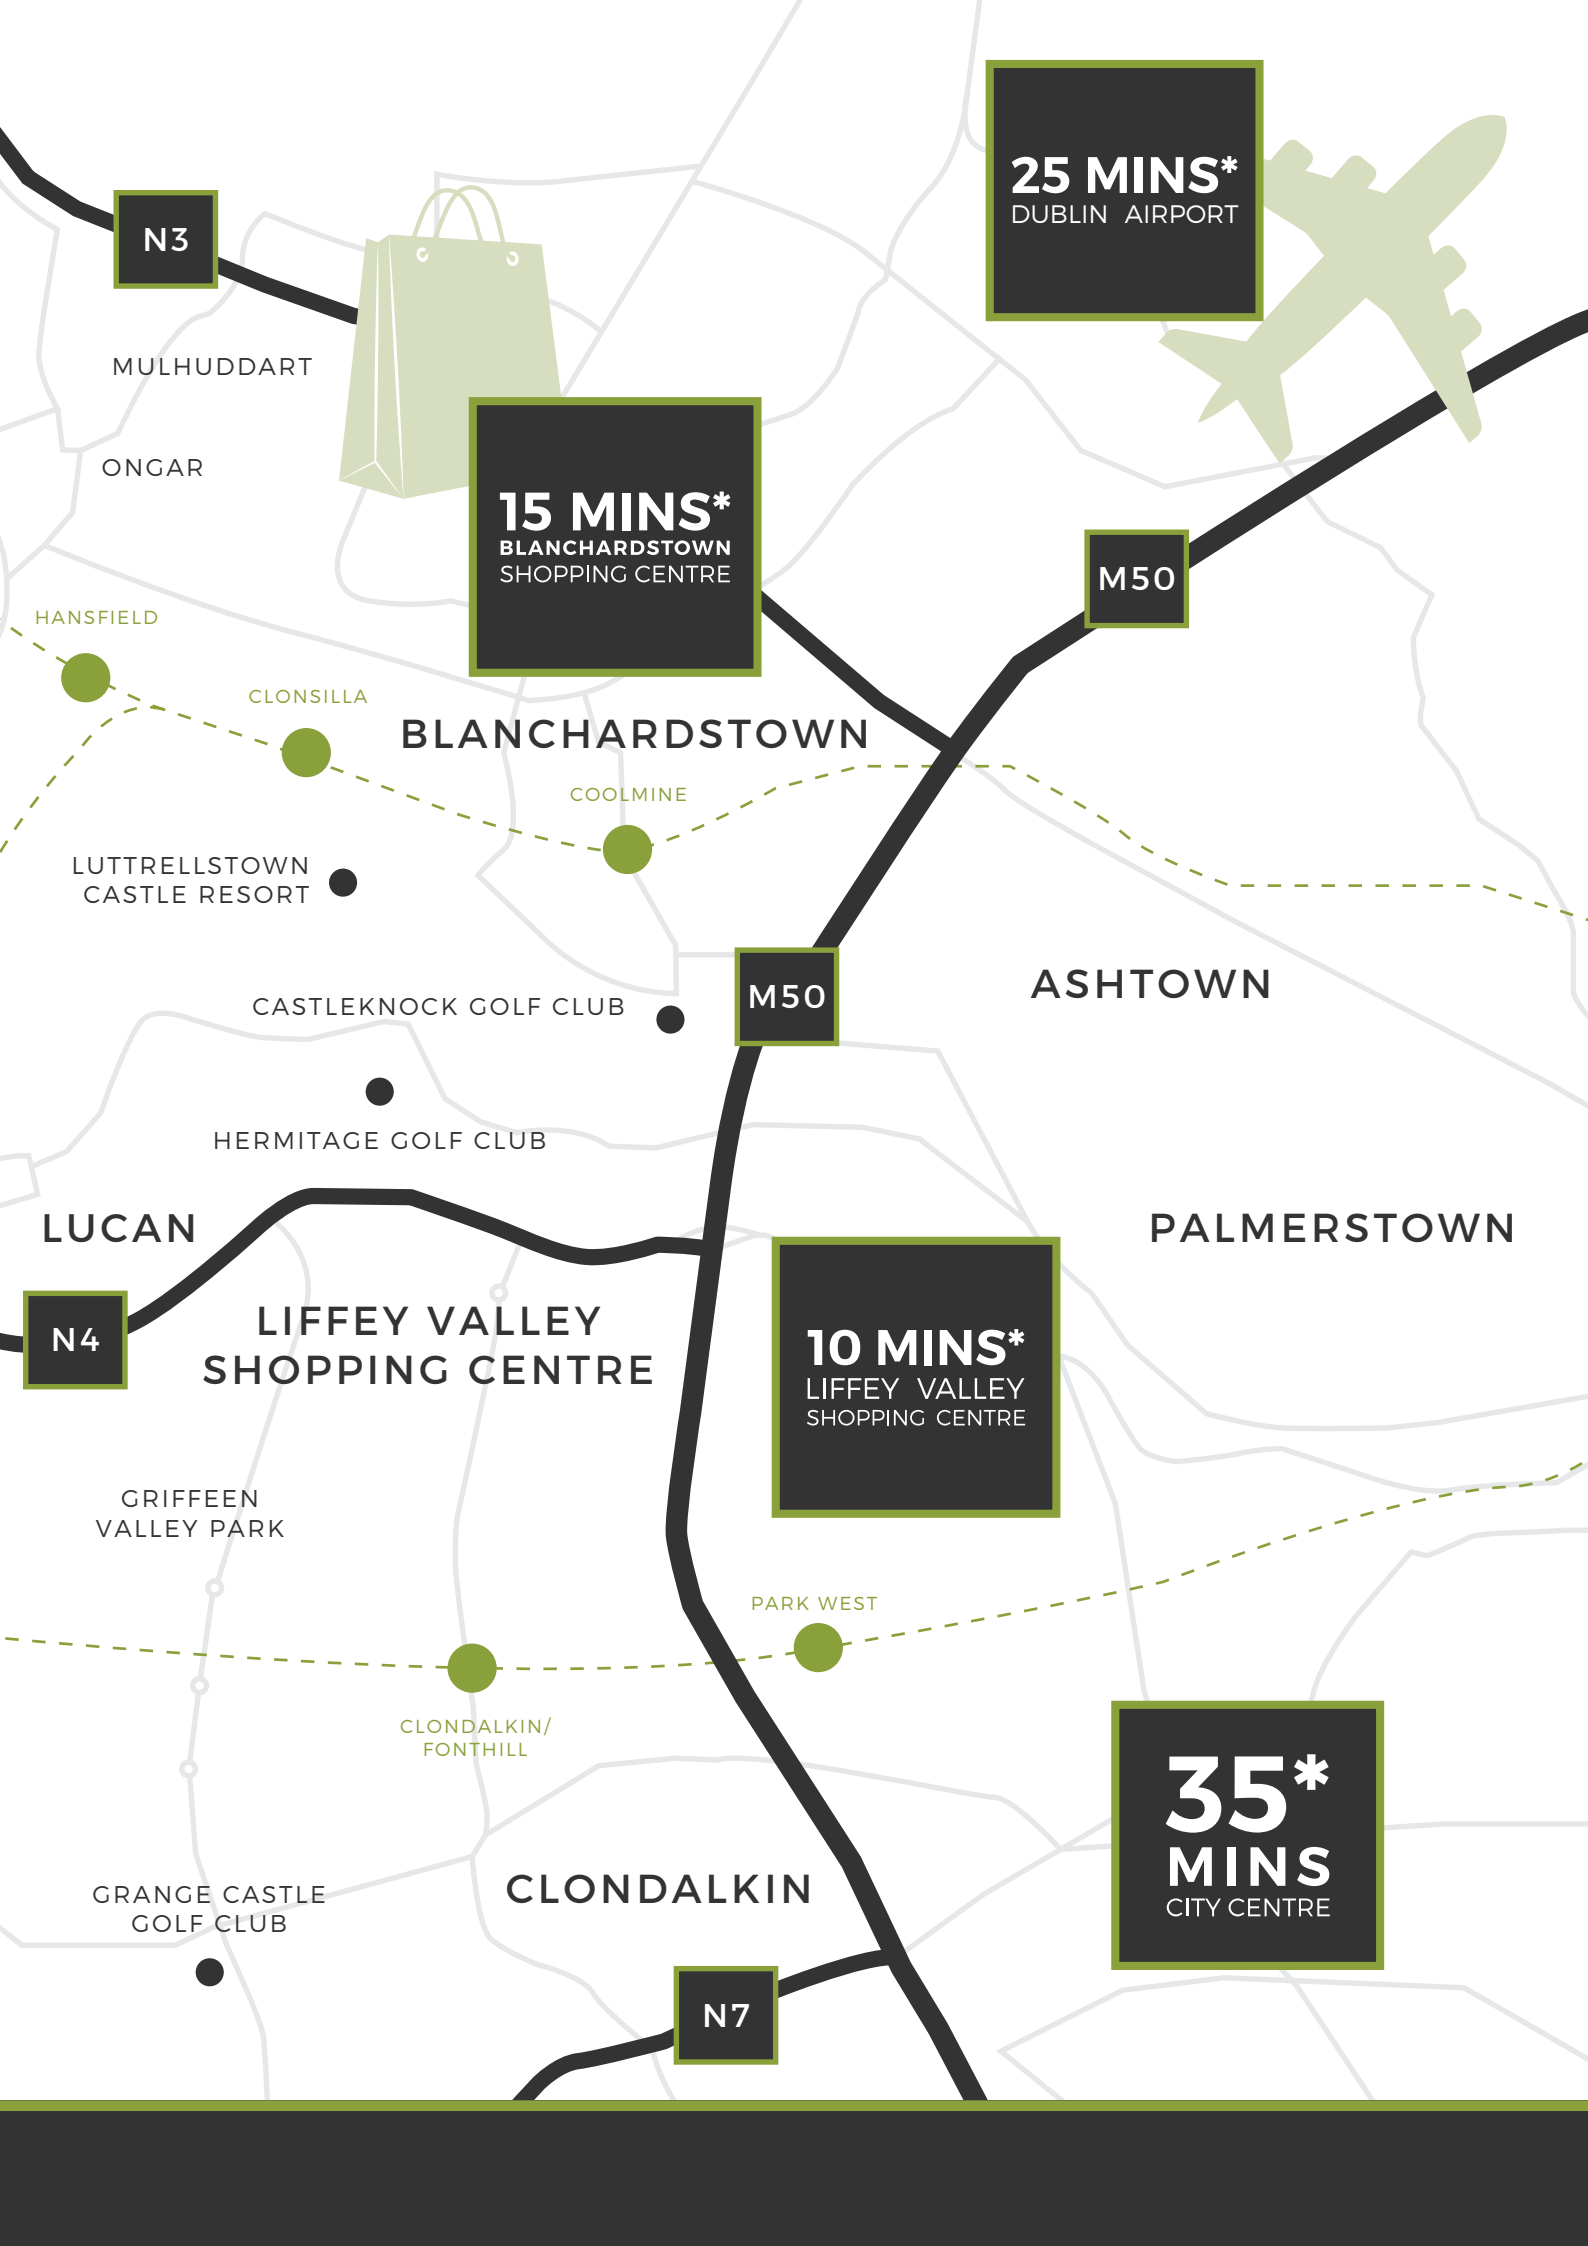 25 MINS*
DUBLIN AIRPORT
N3
MULHUDDART
ONGAR
15 MINS*
BLANCHARDSTOWN
SHOPPING CENTRE
M50
HANSFIELD
CLONSILLA
BLANCHARDSTOWN
COOLMINE
LUTTRELLSTOWN
CASTLE RESORT
ASHTOWN
CASTLEKNOCK GOLF CLUB
M50
HERMITAGE GOLF CLUB
LUCAN
PALMERSTOWN
N4
LIFFEY VALLEY
SHOPPING CENTRE
10 MINS*
LIFFEY VALLEY
SHOPPING CENTRE
GRIFFEEN
VALLEY PARK
PARK WEST
CLONDALKIN/
FONTHILL
35*
MINS
CITY CENTRE
GRANGE CASTLE
GOLF CLUB
CLONDALKIN
N7